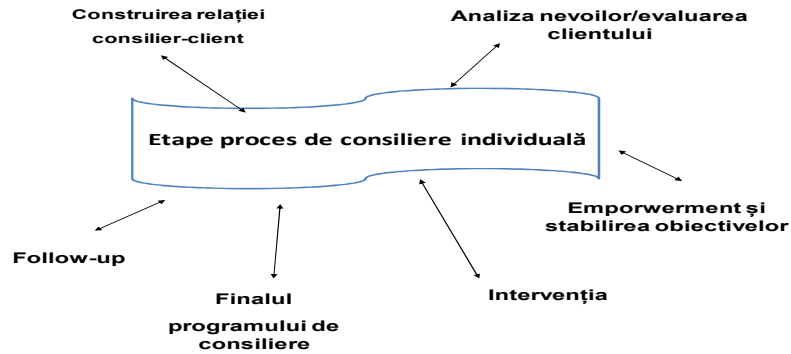 Construirea relației
consilier-client
Analiza nevoilor/evaluarea
clientului
Etape proces de consiliere individuală
Emporwerment și
stabilirea obiectivelor
Intervenția
Finalul
programului de
consiliere
Follow-up